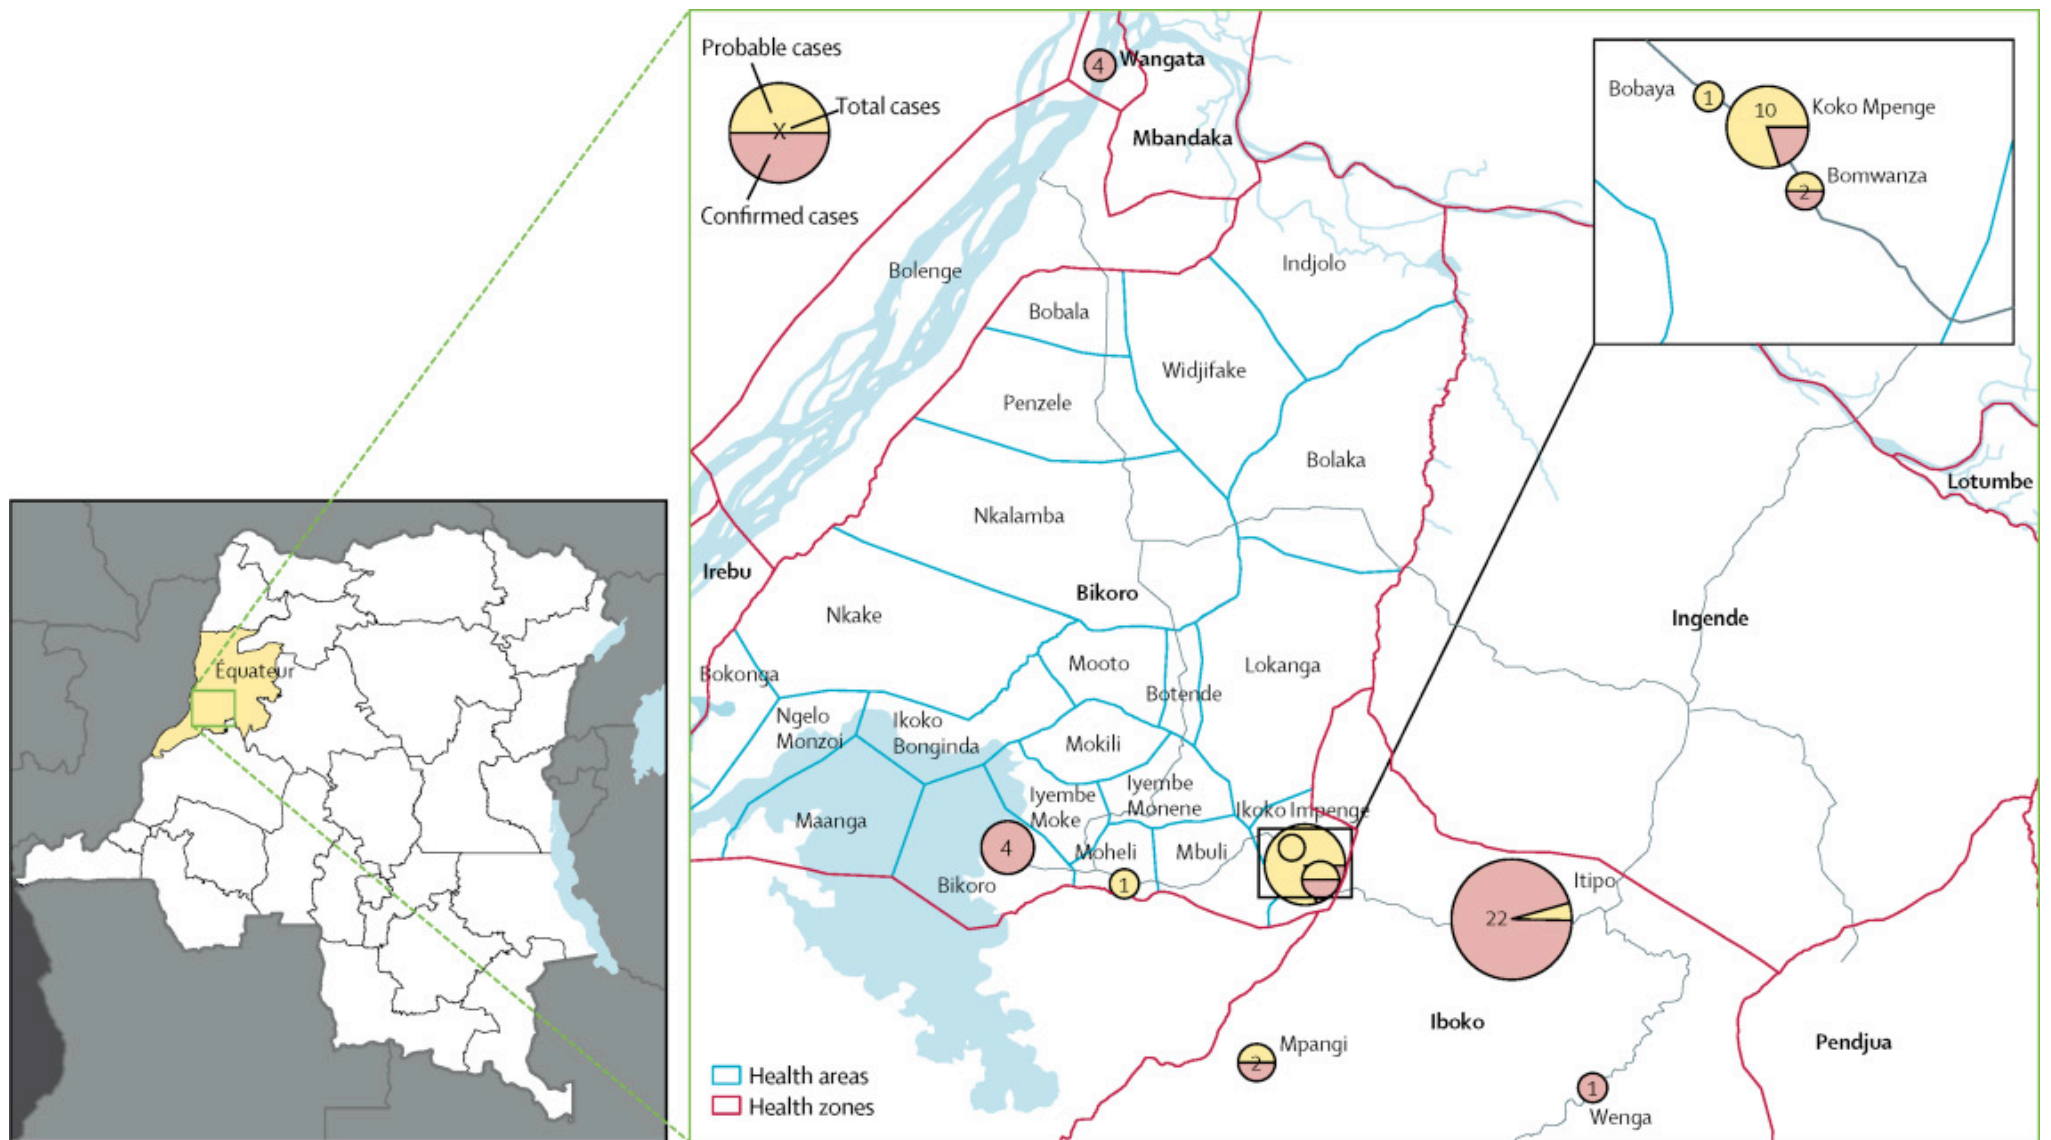 Probable cases
Total cases
X
Confirmed cases
4
Wangata
Mbandaka
Bobaya
1
10
Koko Mpenge
2
Bomwanza
Bolenge
Indjolo
Bobala
Widjifake
Penzele
Bolaka
Nkalamba
Lotumbe
Irebu
Bikoro
Nkake
Ingende
Mooto
Lokanga
Bokonga
Botende
Équateur
Ngelo
Monzoi
Ikoko
Bonginda
Mokili
Iyembe
Moke
Iyembe
Monene
Ikoko Impenge
Maanga
4
Moheli
Mbuli
Bikoro
1
Itipo
22
Iboko
Mpangi
2
Pendjua
1
Wenga
Health areas
Health zones